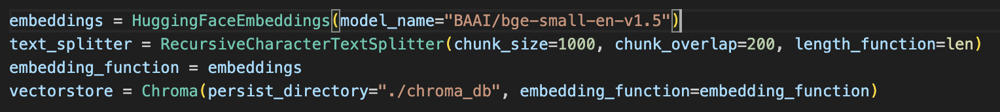 embeddings = HuggingFaceEmbeddings(model_name="BAAI/bge-small-en-v1.5")
text_splitter = RecursiveCharacterTextSplitter(chunk_size=1000, chunk_overlap=200, length_function=len)
embedding_function = embeddings
vectorstore = Chroma(persist_directory="./chroma_db", embedding_function=embedding_function)